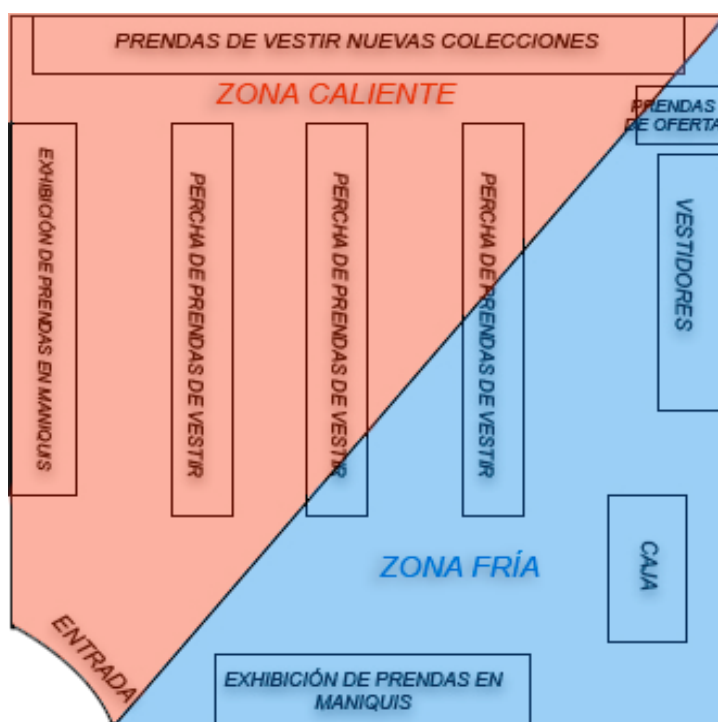 PRENDAS DE VESTIR NUEVAS COLECCIONES
ZONA CALIENTE
PRENDAS
DE OFERTA
EXHIBICIÓN DE PRENDAS EN MANIQUIS
PERCHA DE PRENDAS DE VESTIR
PERCHA DE PRENDAS DE VESTIR
PERCHA DE PRENDAS DE VESTIR
VESTIDORES
ZONA FRÍA
CAJA
ENTRADA
EXHIBICIÓN DE PRENDAS EN
MANIQUIS